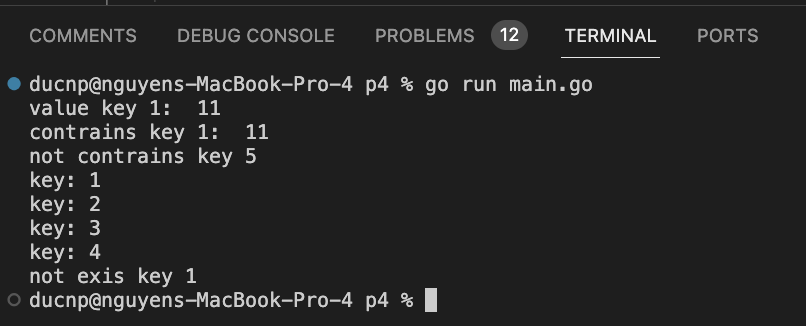 COMMENTS DEBUG CONSOLE PROBLEMS 12 TERMINAL PORTS
ducnp@nguyens-MacBook-Pro-4 p4 % go run main.go
value key 1:  11
contrains key 1:  11
not contrains key 5
key: 1
key: 2
key: 3
key: 4
not exis key 1
ducnp@nguyens-MacBook-Pro-4 p4 %